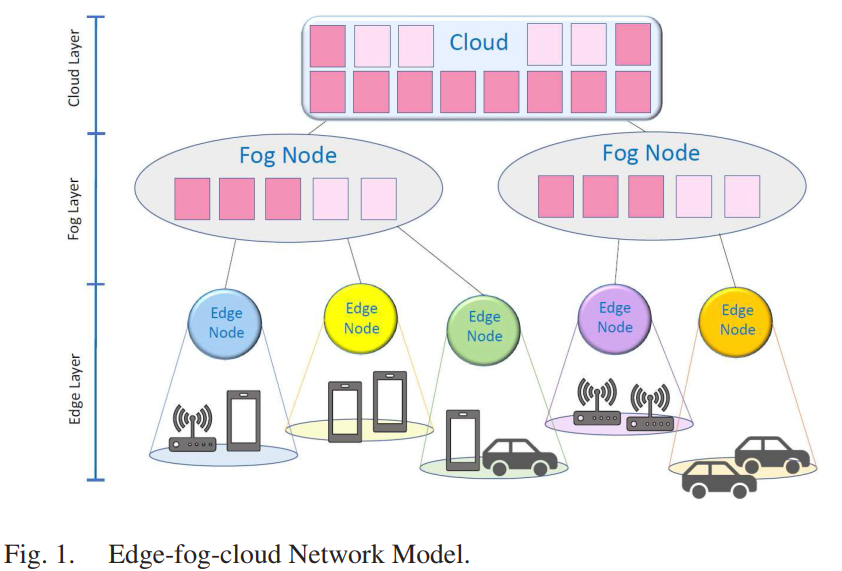 Cloud Layer
Cloud
Fog Layer
Fog Node
Fog Node
Edge Layer
Edge
Node
Edge
Node
Edge
Node
Edge
Node
Edge
Node
Fig. 1. Edge-fog-cloud Network Model.